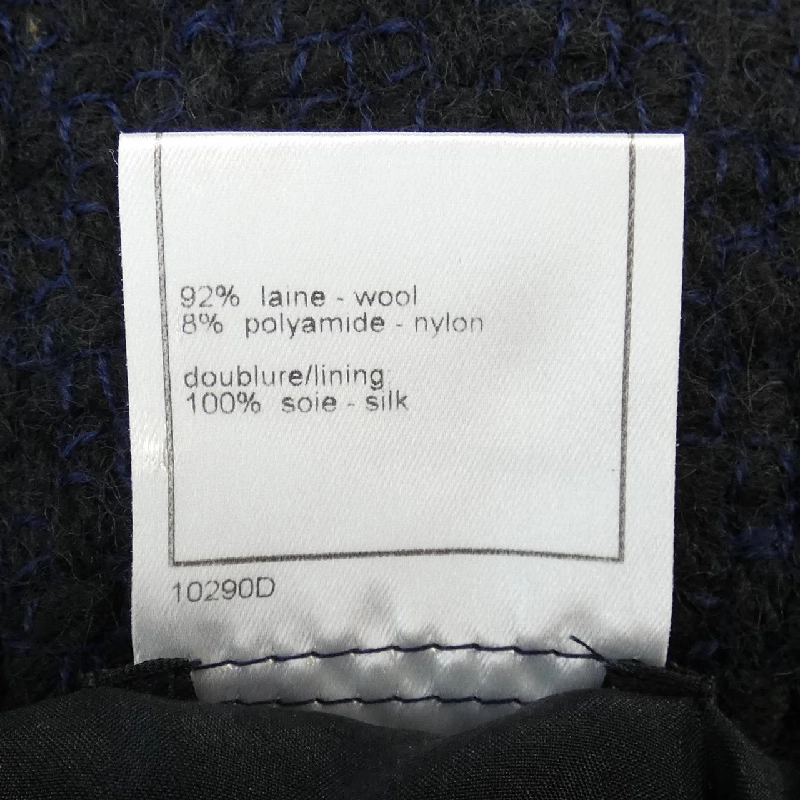 92% laine - wool
8% polyamide - nylon
doublure/lining
100% soie - silk
10290D